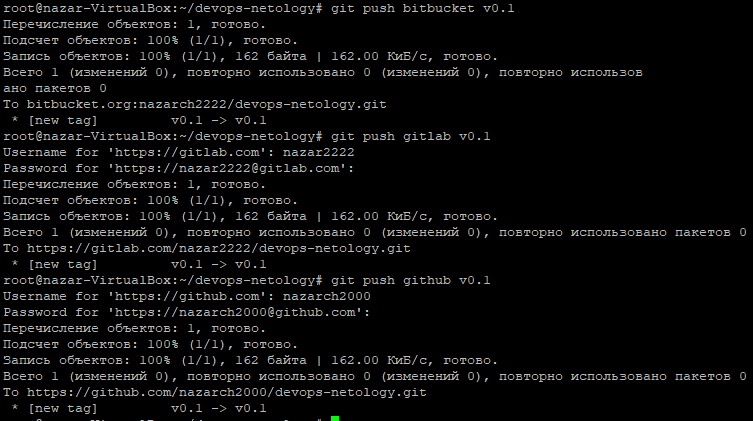 root@nazar-VirtualBox:~/devops-netology# git push bitbucket v0.1
Перечисление объектов: 1, готово.
Подсчет объектов: 100% (1/1), готово.
Запись объектов: 100% (1/1), 162 байта | 162.00 КиБ/с, готово.
Всего 1 (изменений 0), повторно использовано 0 (изменений 0), повторно использов
ано пакетов 0
To bitbucket.org:nazarch2222/devops-netology.git
 * [new tag]         v0.1 -> v0.1
root@nazar-VirtualBox:~/devops-netology# git push gitlab v0.1
Username for 'https://gitlab.com': nazar2222
Password for 'https://nazar2222@gitlab.com':
Перечисление объектов: 1, готово.
Подсчет объектов: 100% (1/1), готово.
Запись объектов: 100% (1/1), 162 байта | 162.00 КиБ/с, готово.
Всего 1 (изменений 0), повторно использовано 0 (изменений 0), повторно использовано пакетов 0
To https://gitlab.com/nazar2222/devops-netology.git
 * [new tag]         v0.1 -> v0.1
root@nazar-VirtualBox:~/devops-netology# git push github v0.1
Username for 'https://github.com': nazarch2000
Password for 'https://nazarch2000@github.com':
Перечисление объектов: 1, готово.
Подсчет объектов: 100% (1/1), готово.
Запись объектов: 100% (1/1), 162 байта | 162.00 КиБ/с, готово.
Всего 1 (изменений 0), повторно использовано 0 (изменений 0), повторно использовано пакетов 0
To https://github.com/nazarch2000/devops-netology.git
 * [new tag]         v0.1 -> v0.1